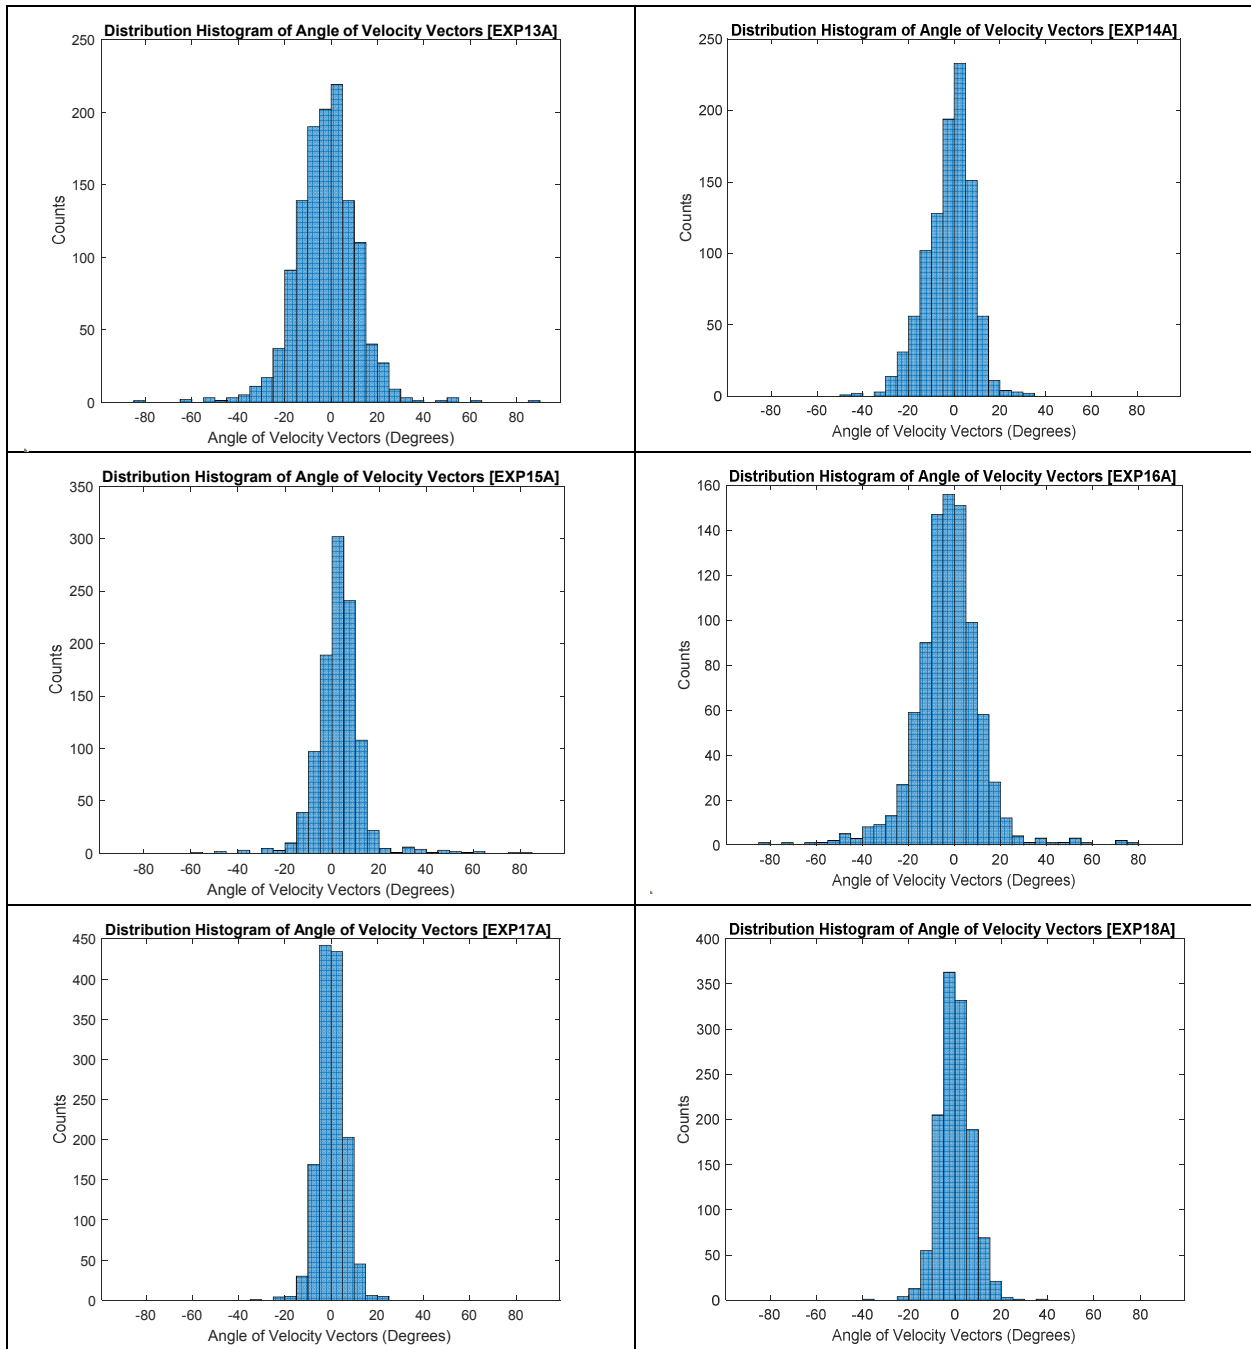 Distribution Histogram of Angle of Velocity Vectors [EXP13A]
250
200
150
100
50
0
Counts
-80 -60 -40 -20 0 20 40 60 80
Angle of Velocity Vectors (Degrees)
Distribution Histogram of Angle of Velocity Vectors [EXP14A]
250
200
150
100
50
0
Counts
-80 -60 -40 -20 0 20 40 60 80
Angle of Velocity Vectors (Degrees)
Distribution Histogram of Angle of Velocity Vectors [EXP15A]
350
300
250
200
150
100
50
0
Counts
-80 -60 -40 -20 0 20 40 60 80
Angle of Velocity Vectors (Degrees)
Distribution Histogram of Angle of Velocity Vectors [EXP16A]
160
140
120
100
80
60
40
20
0
Counts
-80 -60 -40 -20 0 20 40 60 80
Angle of Velocity Vectors (Degrees)
Distribution Histogram of Angle of Velocity Vectors [EXP17A]
450
400
350
300
250
200
150
100
50
0
Counts
-80 -60 -40 -20 0 20 40 60 80
Angle of Velocity Vectors (Degrees)
Distribution Histogram of Angle of Velocity Vectors [EXP18A]
400
350
300
250
200
150
100
50
0
Counts
-80 -60 -40 -20 0 20 40 60 80
Angle of Velocity Vectors (Degrees)